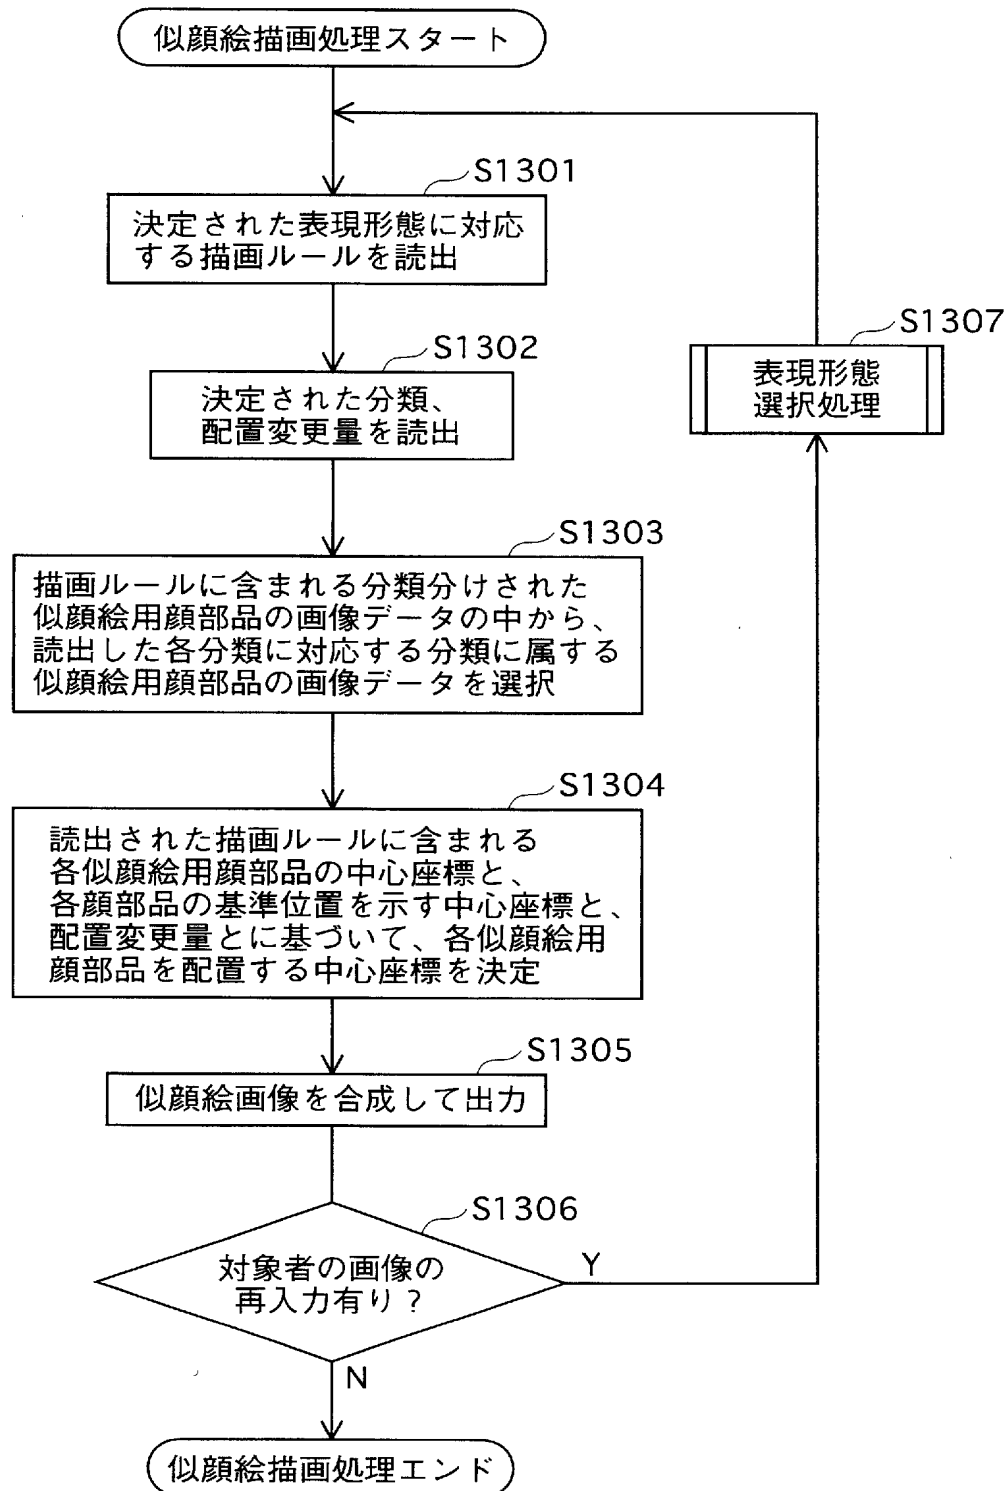 似顔絵描画処理スタート
S1301
決定された表現形態に対応
する描画ルールを読出
S1307
表現形態
選択処理
S1302
決定された分類、
配置変更量を読出
S1303
描画ルールに含まれる分類分けされた
似顔絵用顔部品の画像データの中から、
読出した各分類に対応する分類に属する
似顔絵用顔部品の画像データを選択
S1304
読出された描画ルールに含まれる
各似顔絵用顔部品の中心座標と、
各顔部品の基準位置を示す中心座標と、
配置変更量とに基づいて、各似顔絵用
顔部品を配置する中心座標を決定
S1305
似顔絵画像を合成して出力
S1306
対象者の画像の
再入力有り？
Y
N
似顔絵描画処理エンド